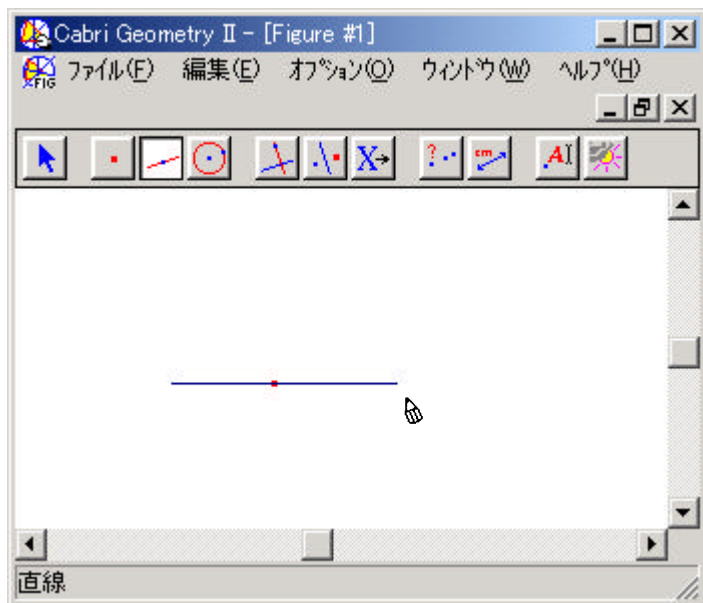 Cabri Geometry II - [Figure #1]
FIG ファイル(F) 編集(E) オプション(O) ウィンドウ(W) ヘルプ(H)
X ? cm A
直線